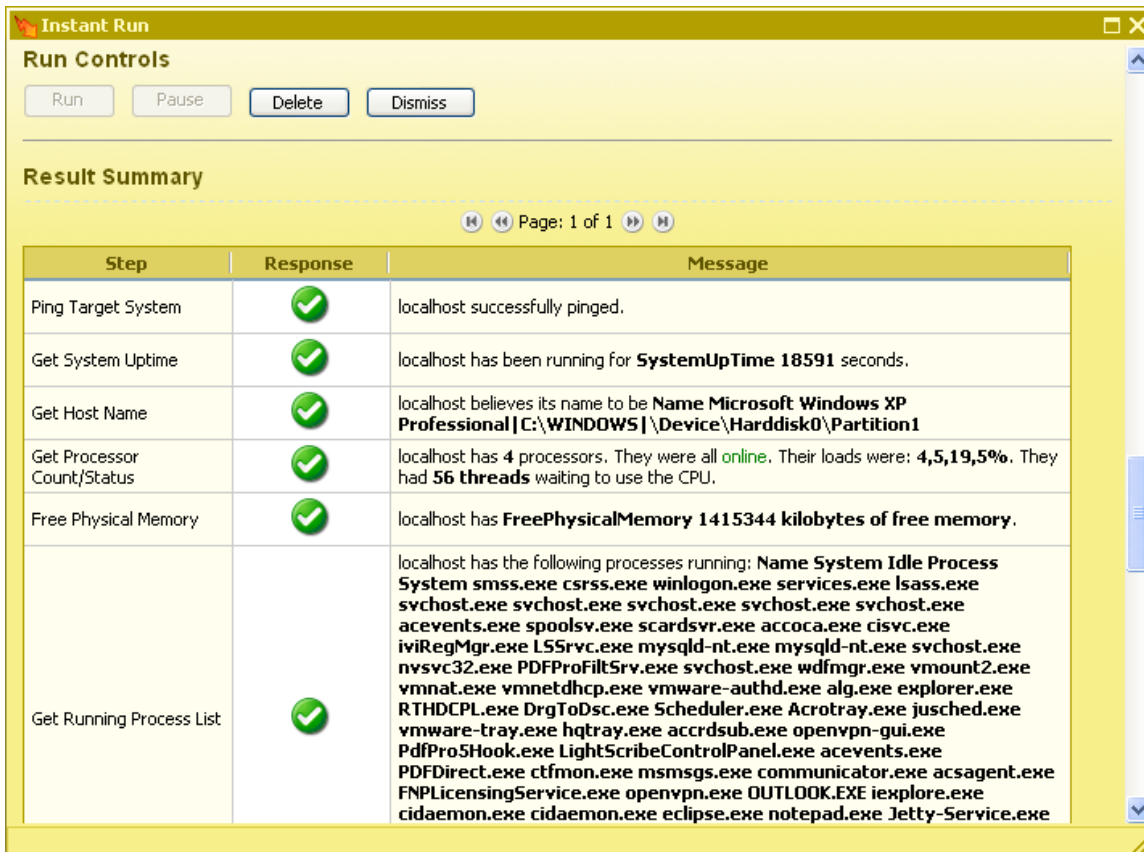 Instant Run
Run Controls
Run Pause Delete Dismiss
Result Summary
Page: 1 of 1
Step Response Message
Ping Target System localhost successfully pinged.
Get System Uptime localhost has been running for SystemUpTime 18591 seconds.
Get Host Name localhost believes its name to be Name Microsoft Windows XP
Professional|C:\WINDOWS|\Device\Harddisk0\Partition1
Get Processor
Count/Status
localhost has 4 processors. They were all online. Their loads were: 4,5,19,5%. They
had 56 threads waiting to use the CPU.
Free Physical Memory localhost has FreePhysicalMemory 1415344 kilobytes of free memory.
Get Running Process List
localhost has the following processes running: Name System Idle Process
System smss.exe csrss.exe winlogon.exe services.exe lsass.exe
svchost.exe svchost.exe svchost.exe svchost.exe svchost.exe
acevents.exe spoolsv.exe scardsvr.exe accoca.exe cisvc.exe
iviRegMgr.exe LSSrvc.exe mysqld-nt.exe mysqld-nt.exe svchost.exe
nvsvc32.exe PDFProFiltSrv.exe svchost.exe wdfmgr.exe vmount2.exe
vmnat.exe vmnetdhcp.exe vmware-authd.exe alg.exe explorer.exe
RTHDCPL.exe DrgToDsc.exe Scheduler.exe Acrotray.exe jusched.exe
vmware-tray.exe hqtray.exe accrdsub.exe openvpn-gui.exe
PdfPro5Hook.exe LightScribeControlPanel.exe acevents.exe
PDFDirect.exe ctfmon.exe msmsgs.exe communicator.exe acsagent.exe
FNPLicensingService.exe openvpn.exe OUTLOOK.EXE iexplore.exe
cidaemon.exe cidaemon.exe eclipse.exe notepad.exe Jetty-Service.exe